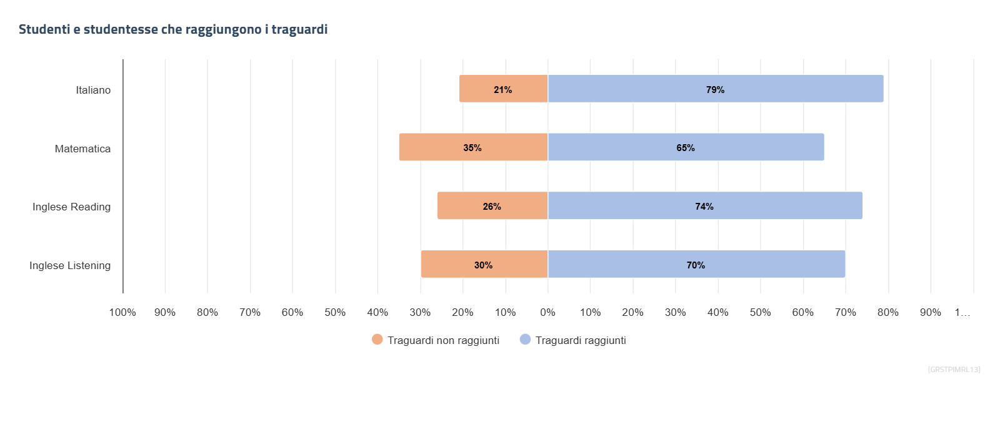 Studenti e studentesse che raggiungono i traguardi
Italiano 21% 79%
Matematica 35% 65%
Inglese Reading 26% 74%
Inglese Listening 30% 70%
100% 90% 80% 70% 60% 50% 40% 30% 20% 10% 0% 10% 20% 30% 40% 50% 60% 70% 80% 90% 1...
Traguardi non raggiunti Traguardi raggiunti
[GRSTPIMRL13]